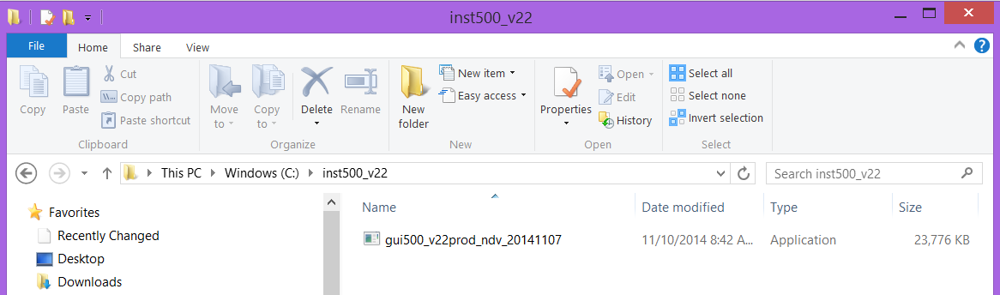 inst500_v22
File Home Share View
Copy
Paste
Cut
Copy path
Paste shortcut
Clipboard
Move to
Copy to
Delete
Rename
Organize
New folder
New item
Easy access
New
Properties
Open
Edit
History
Open
Select all
Select none
Invert selection
Select
This PC Windows (C:) inst500_v22
Search inst500_v22
Favorites
Recently Changed
Desktop
Downloads
Name Date modified Type Size
gui500_v22prod_ndv_20141107 11/10/2014 8:42 A... Application 23,776 KB